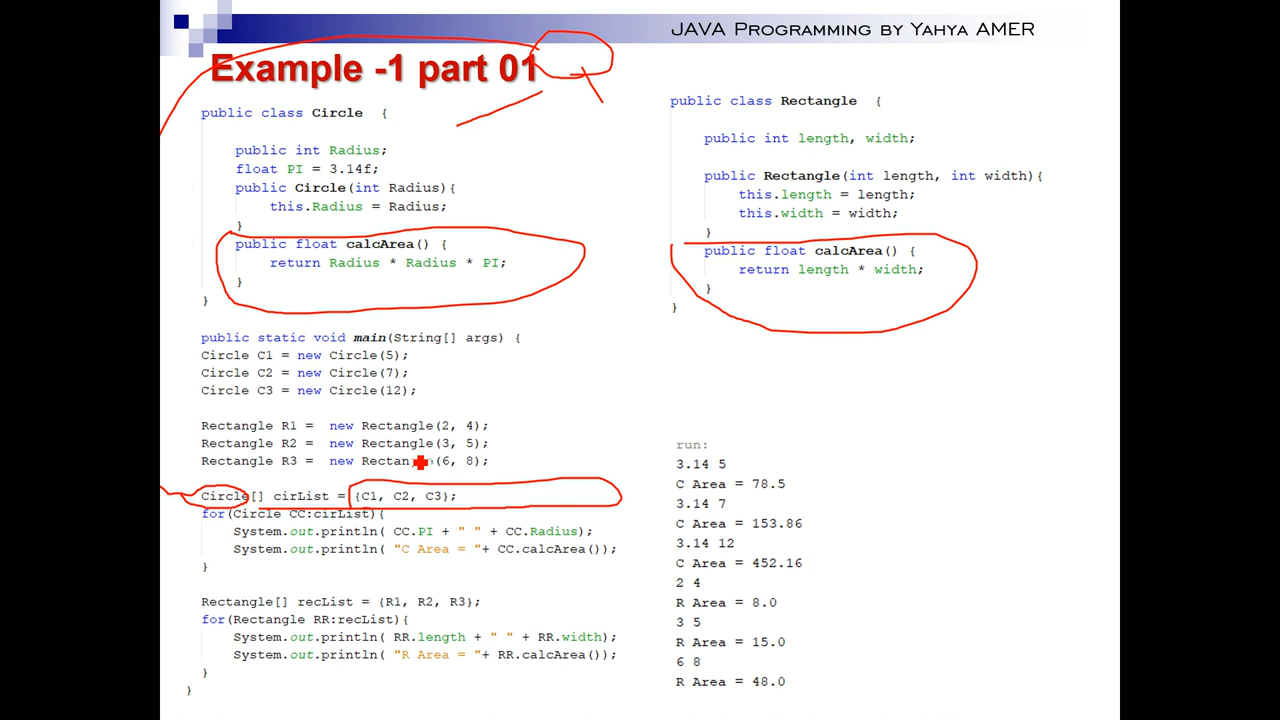 JAVA PROGRAMMING BY YAHYA AMER
Example -1 part 01
public class Circle {
public int Radius;
float PI = 3.14f;
public Circle(int Radius){
this.Radius = Radius;
}
public float calcArea() {
return Radius * Radius * PI;
}
}
public static void main(String[] args) {
Circle C1 = new Circle(5);
Circle C2 = new Circle(7);
Circle C3 = new Circle(12);
Rectangle R1 = new Rectangle(2, 4);
Rectangle R2 = new Rectangle(3, 5);
Rectangle R3 = new Rectangle(6, 8);
Circle[] cirList = {C1, C2, C3};
for(Circle CC:cirList){
System.out.println( CC.PI + " " + CC.Radius);
System.out.println( "C Area = "+ CC.calcArea());
}
Rectangle[] recList = {R1, R2, R3};
for(Rectangle RR:recList){
System.out.println( RR.length + " " + RR.width);
System.out.println( "R Area = "+ RR.calcArea());
}
}
public class Rectangle {
public int length, width;
public Rectangle(int length, int width){
this.length = length;
this.width = width;
}
public float calcArea() {
return length * width;
}
}
run:
3.14 5
C Area = 78.5
3.14 7
C Area = 153.86
3.14 12
C Area = 452.16
2 4
R Area = 8.0
3 5
R Area = 15.0
6 8
R Area = 48.0